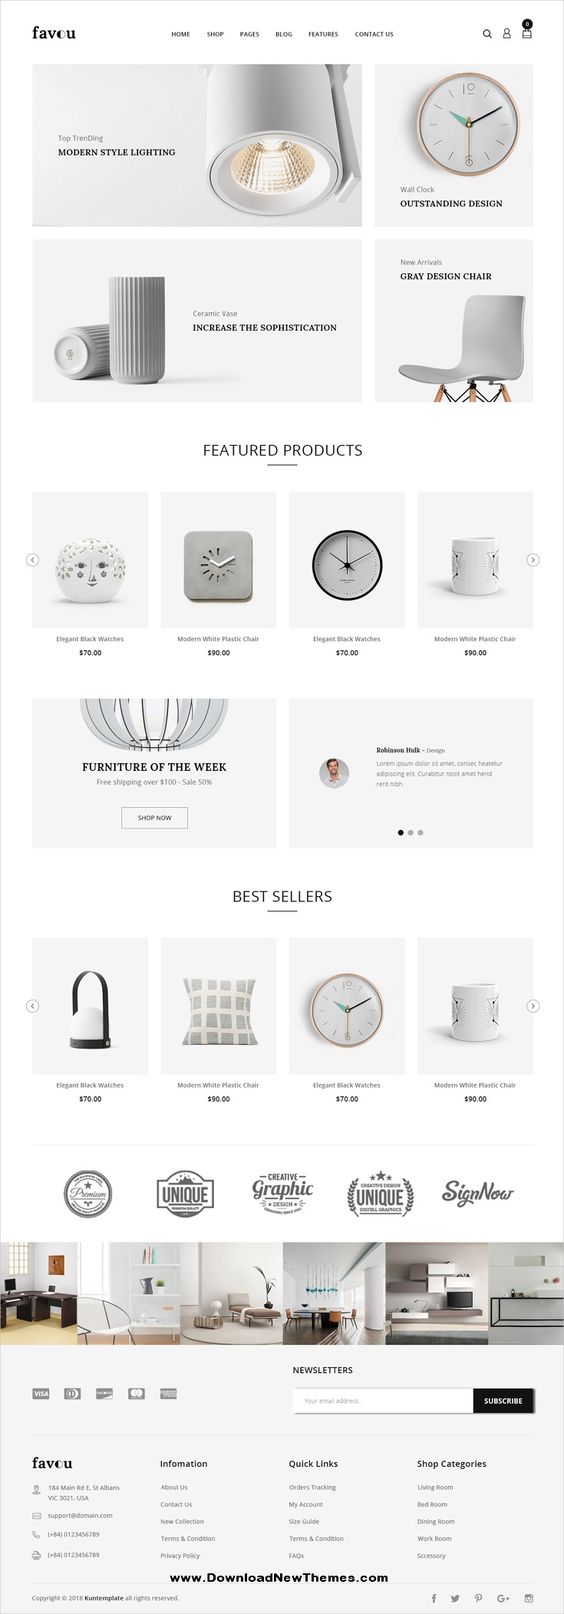 favou
HOME SHOP PAGES BLOG FEATURES CONTACT US
0
Top TrenDing
MODERN STYLE LIGHTING
Wall Clock
OUTSTANDING DESIGN
Ceramic Vase
INCREASE THE SOPHISTICATION
New Arrivals
GRAY DESIGN CHAIR
FEATURED PRODUCTS
Elegant Black Watches
$70.00
Modern White Plastic Chair
$90.00
Elegant Black Watches
$70.00
Modern White Plastic Chair
$90.00
FURNITURE OF THE WEEK
Free shipping over $100 - Sale 50%
SHOP NOW
Robinson Hulk - Design
Lorem ipsum dolor sit amet, consec heatetur
adipiscing elit. Curabitur nosit amet hend
rerit nibh.
BEST SELLERS
10
Elegant Black Watches
$70.00
Modern White Plastic Chair
$90.00
Elegant Black Watches
$70.00
Modern White Plastic Chair
$90.00
Premium
UNIQUE
PREMIUM QUALITY
CREATIVE
Graphic
DESIGN
CREATIVE DESIGN
UNIQUE
DIGITAL GRAPHICS
SignNow
VISA
NEWSLETTERS
Your email address...
SUBSCRIBE
favou
184 Main Rd E, St Albans
VIC 3021, USA
support@domain.com
(+84) 0123456789
(+84) 0123456789
Infomation
About Us
Contact Us
New Collection
Terms & Condition
Privacy Policy
Quick Links
Orders Tracking
My Account
Size Guide
Terms & Condition
FAQs
Shop Categories
Living Room
Bed Room
Dining Room
Work Room
Sccessory
www.DownloadNewThemes.com
Copyright © 2018 Kuntemplate all rights reserved.